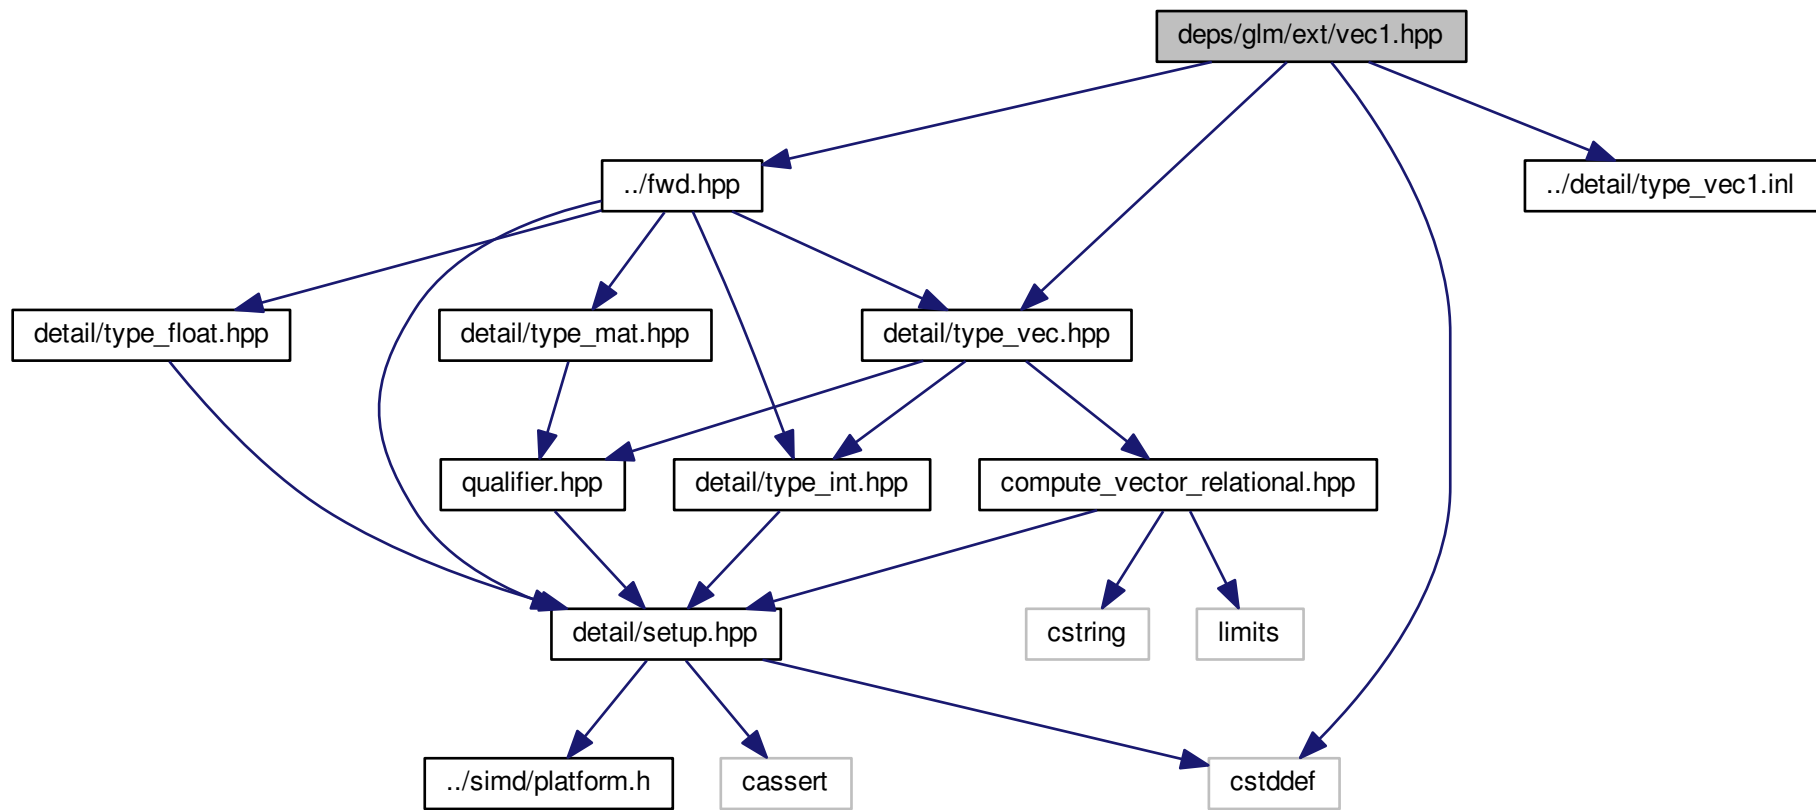 deps/glm/ext/vec1.hpp
../fwd.hpp
../detail/type_vec1.inl
detail/type_float.hpp
detail/type_mat.hpp
detail/type_vec.hpp
qualifier.hpp
detail/type_int.hpp
compute_vector_relational.hpp
detail/setup.hpp
cstring
limits
../simd/platform.h
cassert
cstddef